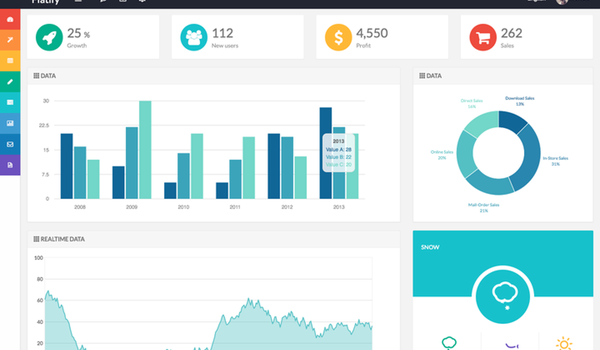 Flatify
25 %
Growth
112
New users
4,550
Profit
262
Sales
DATA
30
22.5
15
7.5
0
2008
2009
2010
2011
2012
2013
2013
Value A: 28
Value B: 22
Value C: 20
DATA
Direct Sales
16%
Download Sales
13%
Online Sales
20%
In-Store Sales
31%
Mail-Order Sales
21%
REALTIME DATA
100
80
60
40
20
SNOW